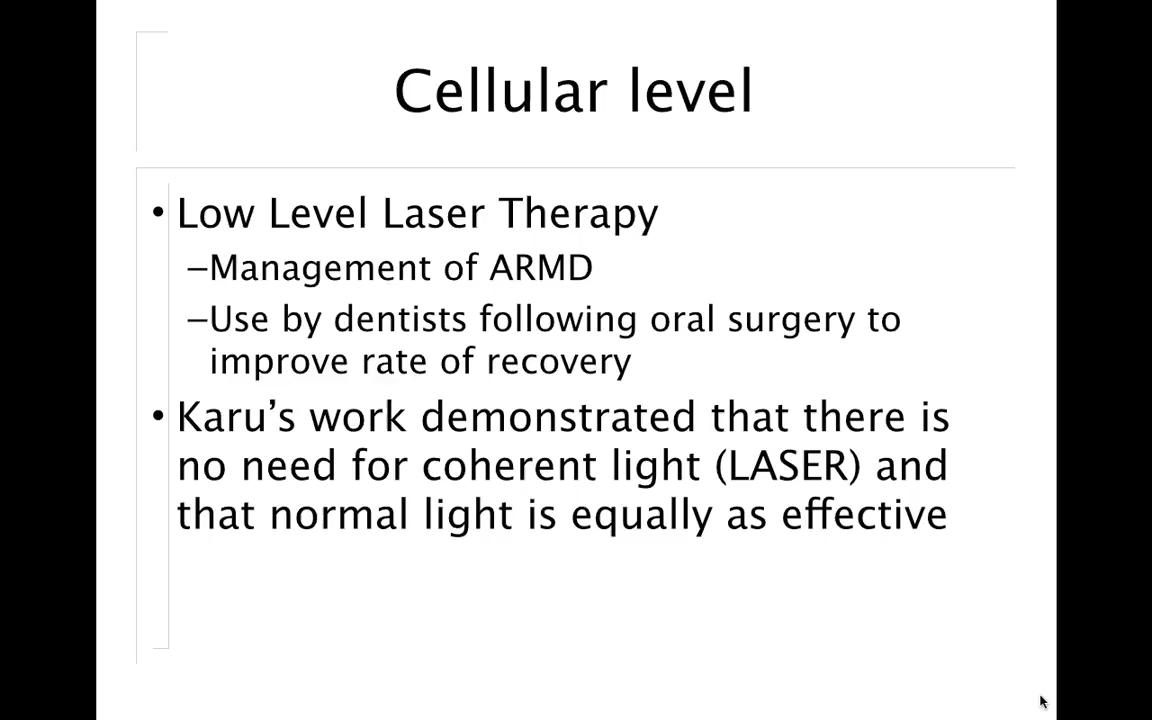 Cellular level
• Low Level Laser Therapy
–Management of ARMD
–Use by dentists following oral surgery to
improve rate of recovery
• Karu’s work demonstrated that there is
no need for coherent light (LASER) and
that normal light is equally as effective